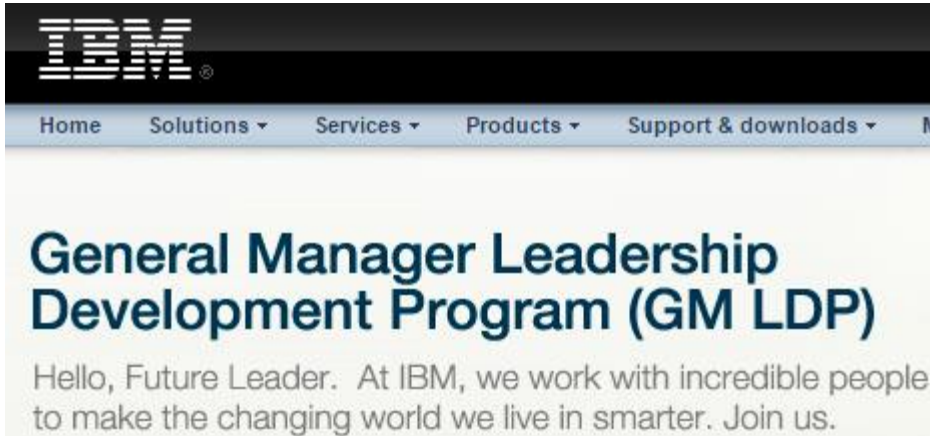 IBM®
Home Solutions Services Products Support & downloads
General Manager Leadership
Development Program (GM LDP)
Hello, Future Leader. At IBM, we work with incredible people
to make the changing world we live in smarter. Join us.